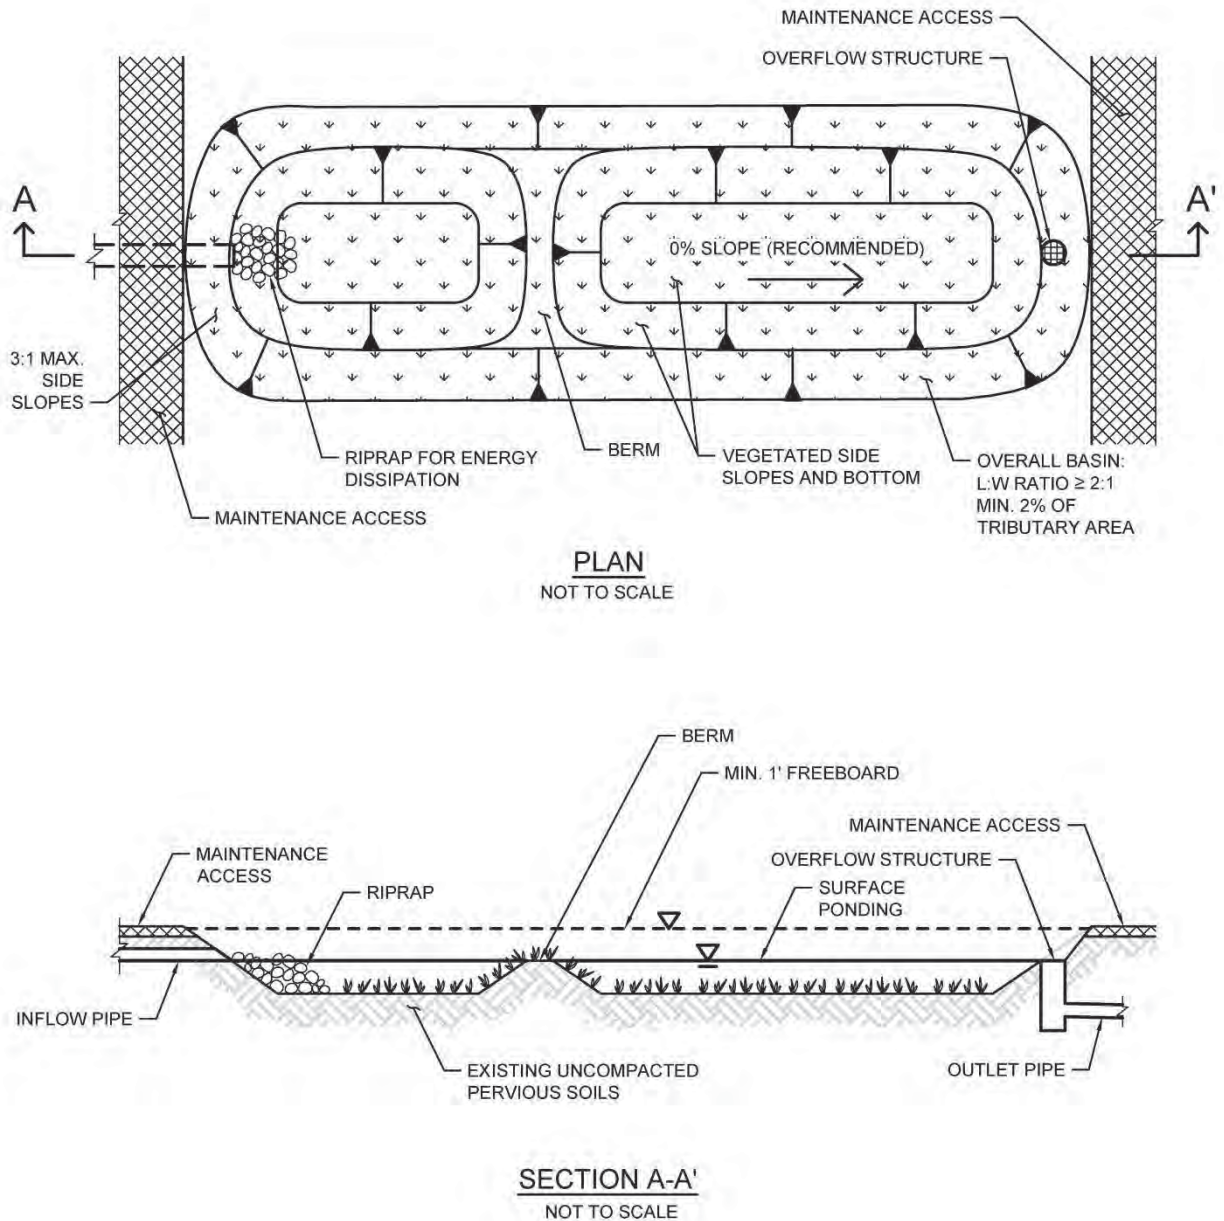 MAINTENANCE ACCESS
OVERFLOW STRUCTURE
A
A'
0% SLOPE (RECOMMENDED)
3:1 MAX.
SIDE
SLOPES
RIPRAP FOR ENERGY
DISSIPATION
BERM
VEGETATED SIDE
SLOPES AND BOTTOM
OVERALL BASIN:
L:W RATIO ≥ 2:1
MIN. 2% OF
TRIBUTARY AREA
MAINTENANCE ACCESS
PLAN
NOT TO SCALE
BERM
MIN. 1' FREEBOARD
MAINTENANCE ACCESS
MAINTENANCE
ACCESS
OVERFLOW STRUCTURE
RIPRAP
SURFACE
PONDING
INFLOW PIPE
EXISTING UNCOMPACTED
PERVIOUS SOILS
OUTLET PIPE
SECTION A-A'
NOT TO SCALE